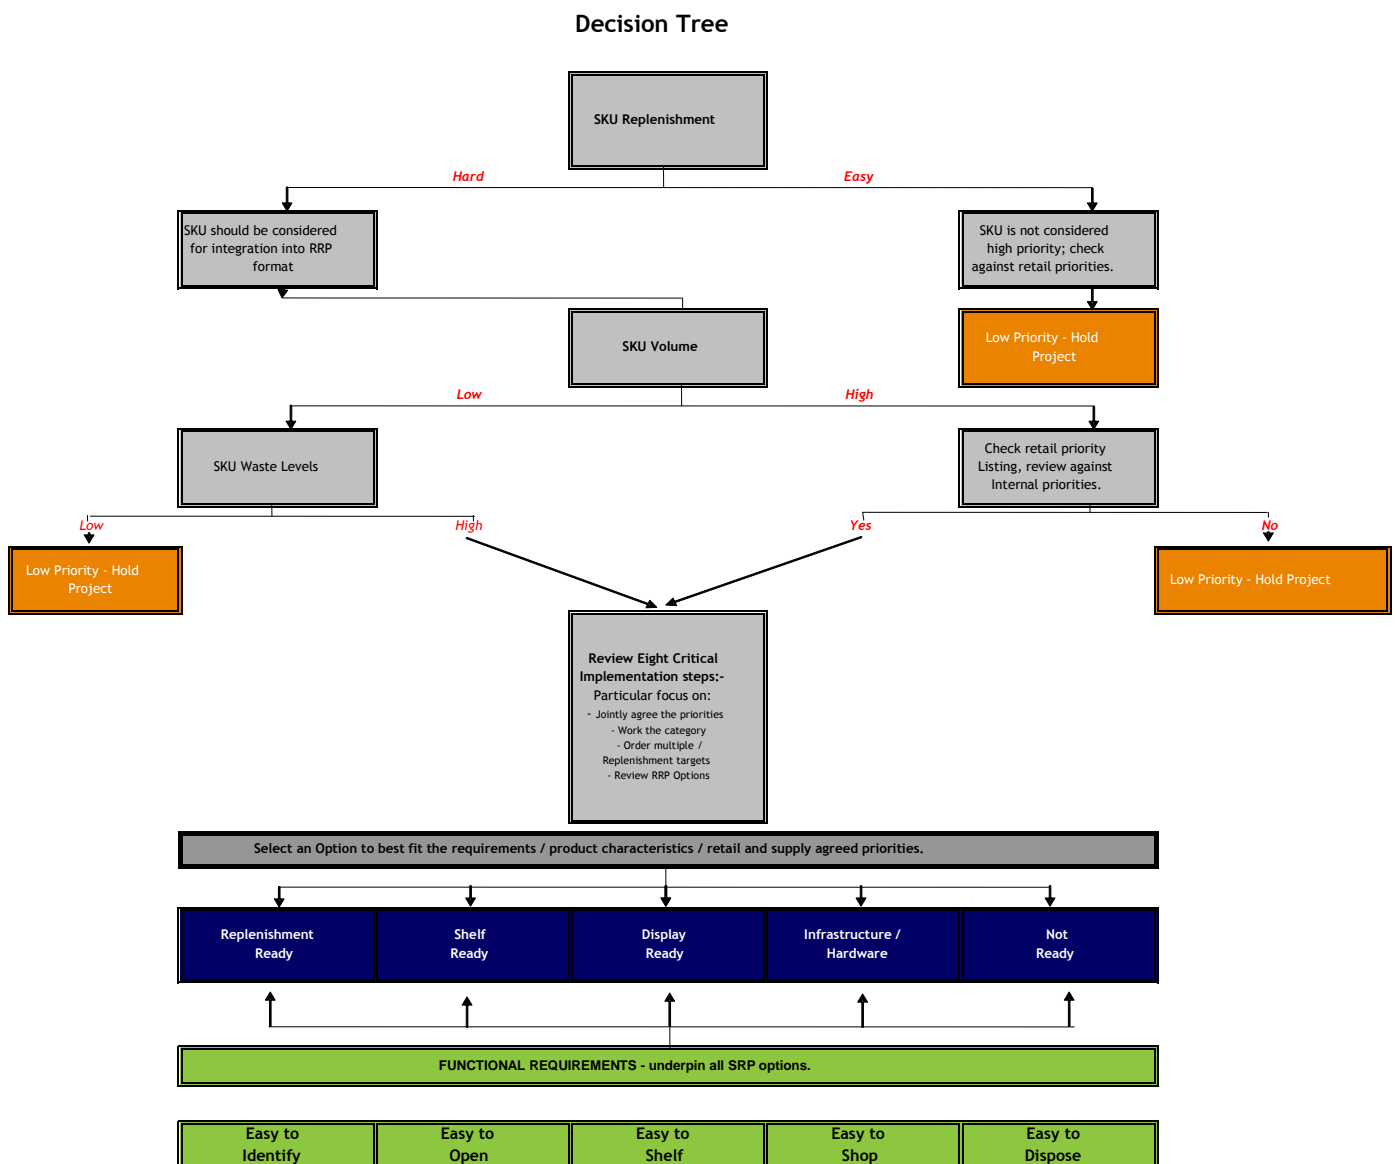 Decision Tree
SKU Replenishment
Hard
Easy
SKU should be considered
for integration into RRP
format
SKU is not considered
high priority; check
against retail priorities.
SKU Volume
Low Priority - Hold
Project
Low
High
SKU Waste Levels
Check retail priority
Listing, review against
Internal priorities.
Low
High
Yes
No
Low Priority - Hold
Project
Low Priority - Hold Project
Review Eight Critical
Implementation steps:-
Particular focus on:
- Jointly agree the priorities
- Work the category
- Order multiple /
Replenishment targets
- Review RRP Options
Select an Option to best fit the requirements / product characteristics / retail and supply agreed priorities.
Replenishment
Ready
Shelf
Ready
Display
Ready
Infrastructure /
Hardware
Not
Ready
FUNCTIONAL REQUIREMENTS - underpin all SRP options.
Easy to
Identify
Easy to
Open
Easy to
Shelf
Easy to
Shop
Easy to
Dispose